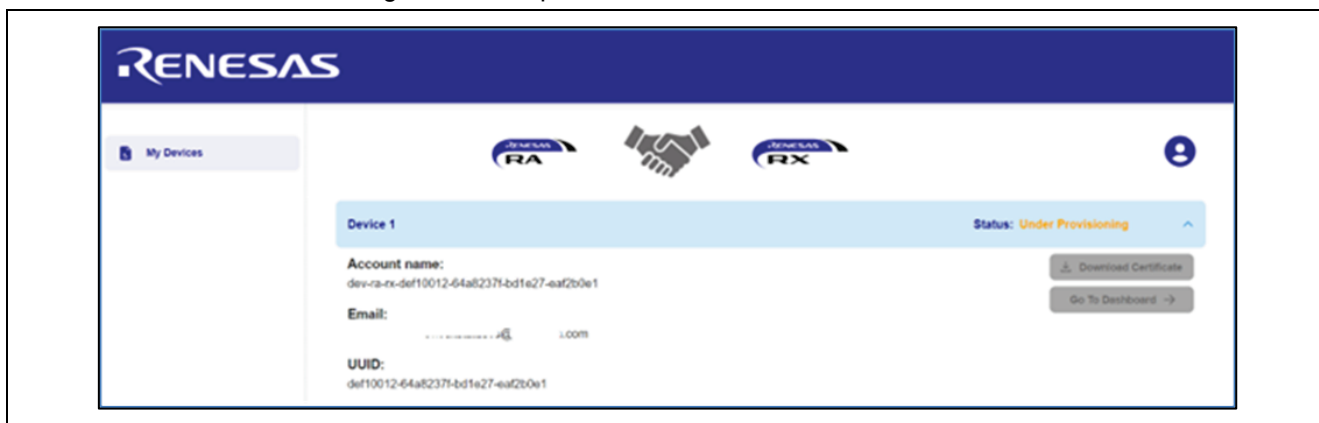 RENESAS
My Devices
RENESAS
RA
RENESAS
RX
Device 1
Status: Under Provisioning
Account name:
dev-ra-rx-def10012-64a8237f-bd1e27-eaf2b0e1
Download Certificate
Go To Dashboard
Email:
.com
UUID:
def10012-64a8237f-bd1e27-eaf2b0e1